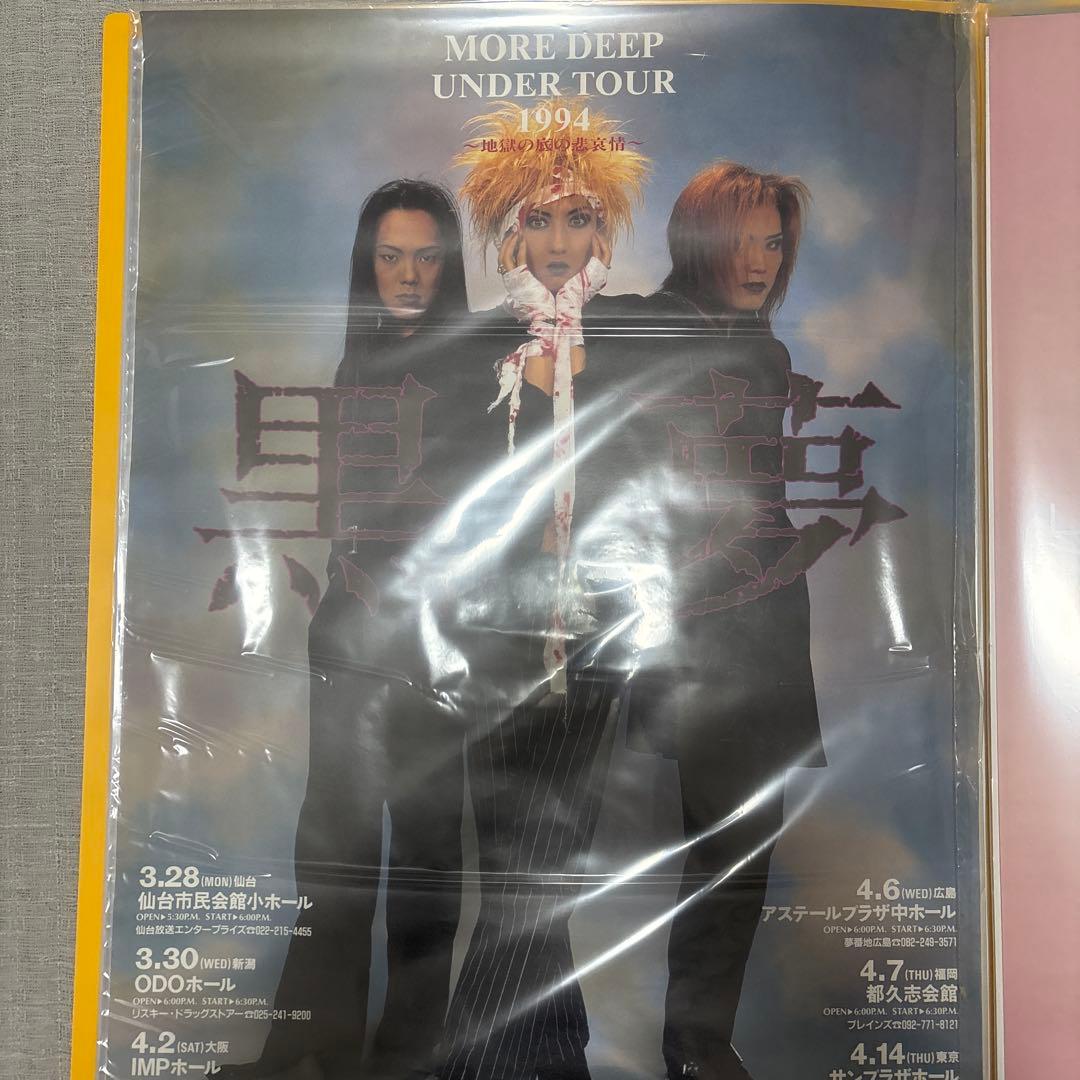 MORE DEEP
UNDER TOUR
1994
～地獄の底の悲哀情～
黒夢
3.28(MON)仙台
仙台市民会館小ホール
OPEN▶5:30P.M. START▶6:00P.M.
仙台放送エンタープライズ☎022-215-4455
3.30(WED)新潟
ODOホール
OPEN▶6:00P.M. START▶6:30P.M.
リスキー・ドラッグストアー☎025-241-9200
4.2(SAT)大阪
IMPホール
4.6(WED)広島
アステールプラザ中ホール
OPEN▶6:00P.M. START▶6:30P.M.
夢番地広島☎082-249-3571
4.7(THU)福岡
都久志会館
OPEN▶6:00P.M. START▶6:30P.M.
ブレインズ☎092-771-8121
4.14(THU)東京
サンプラザホール